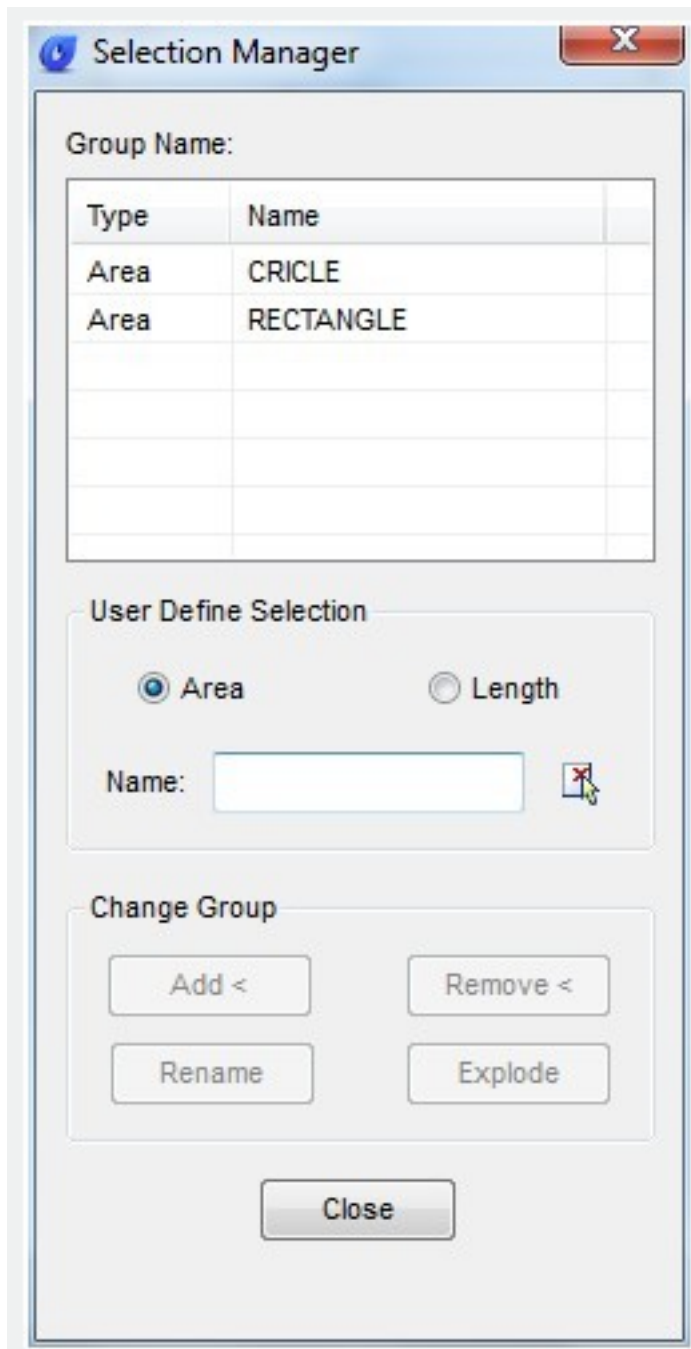 Selection Manager
Group Name:
Type Name
Area CRICLE
Area RECTANGLE
User Define Selection
Area Length
Name:
Change Group
Add < Remove <
Rename Explode
Close